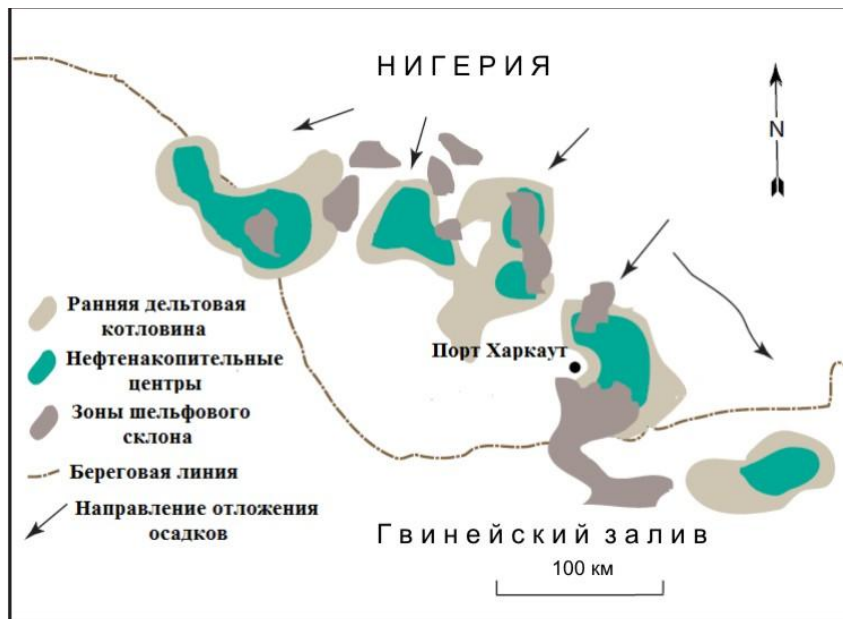 НИГЕРИЯ
N
Ранняя дельтовая
котловина
Нефтенакопительные
центры
Зоны шельфового
склона
Береговая линия
Направление отложения
осадков
Порт Харкаут
Гвинейский залив
100 км